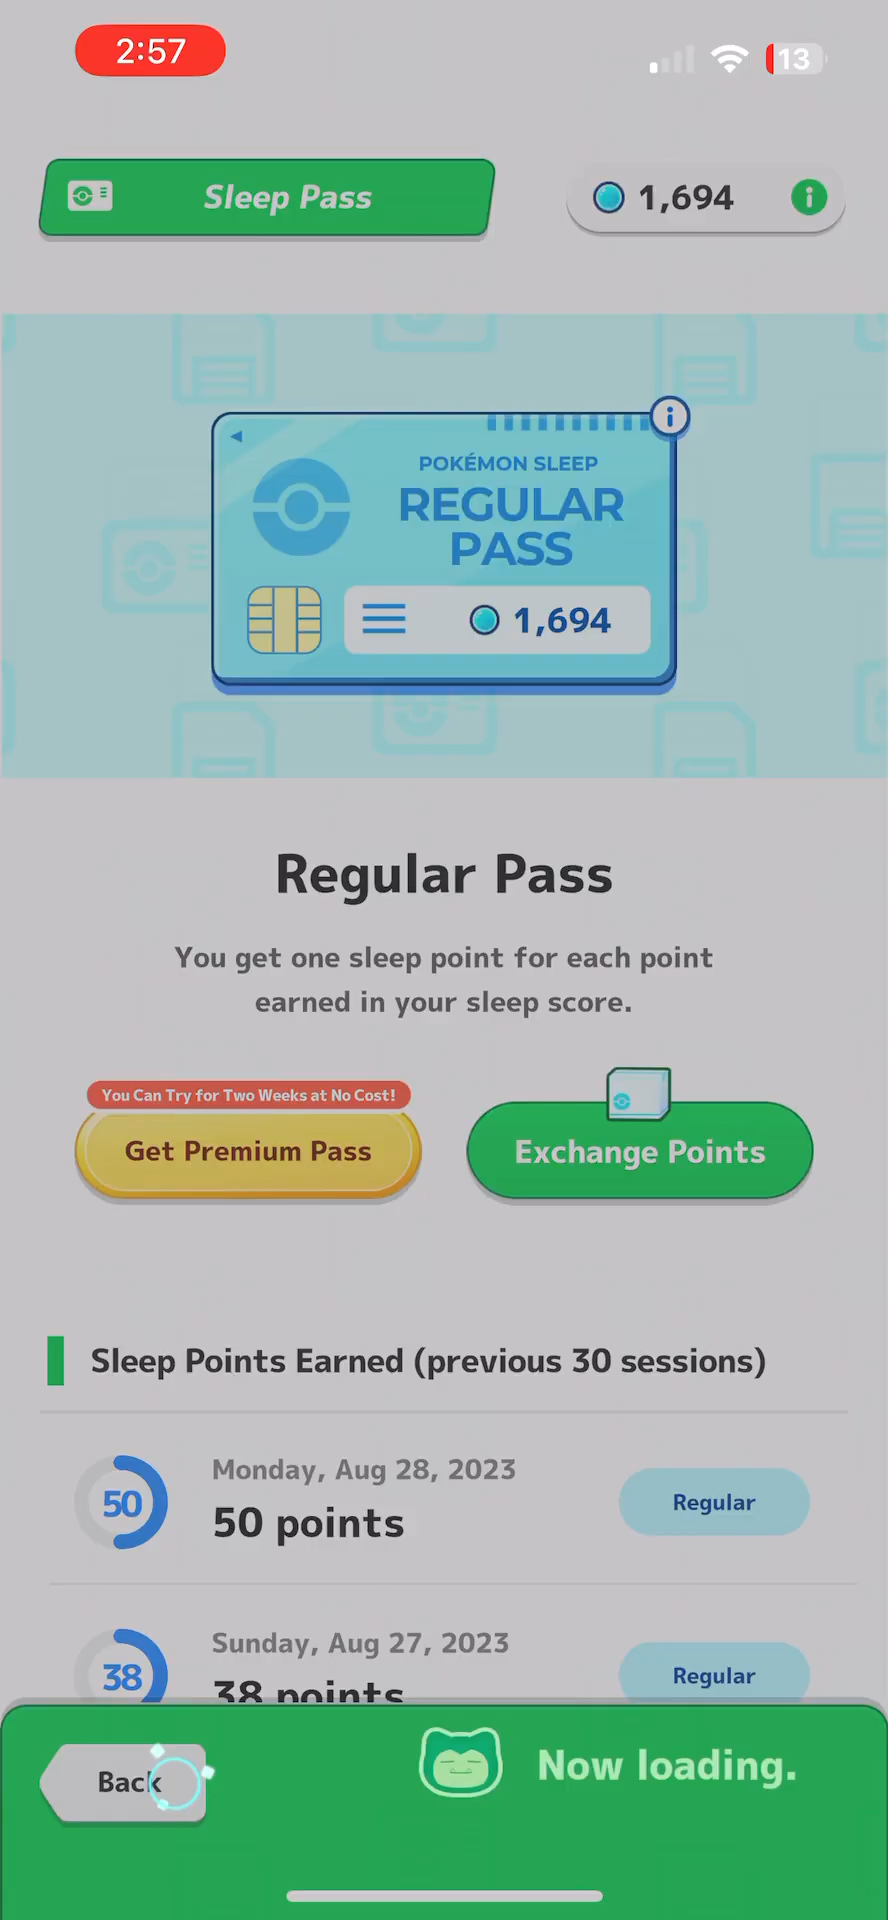 2:57
13
Sleep Pass
1,694
POKÉMON SLEEP
REGULAR
PASS
1,694
Regular Pass
You get one sleep point for each point
earned in your sleep score.
You Can Try for Two Weeks at No Cost!
Get Premium Pass
Exchange Points
Sleep Points Earned (previous 30 sessions)
Monday, Aug 28, 2023
50
50 points
Regular
Sunday, Aug 27, 2023
38
38 points
Regular
Back
Now loading.